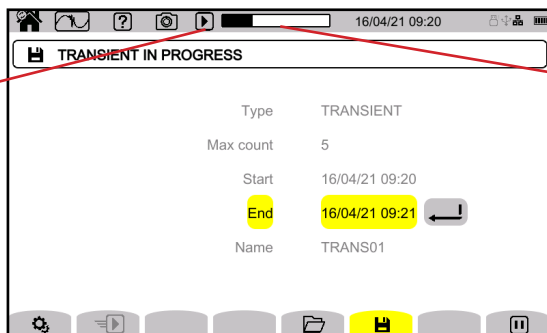 ? 16/04/21 09:20
TRANSIENT IN PROGRESS
Type TRANSIENT
Max count 5
Start 16/04/21 09:20
End 16/04/21 09:21
Name TRANS01